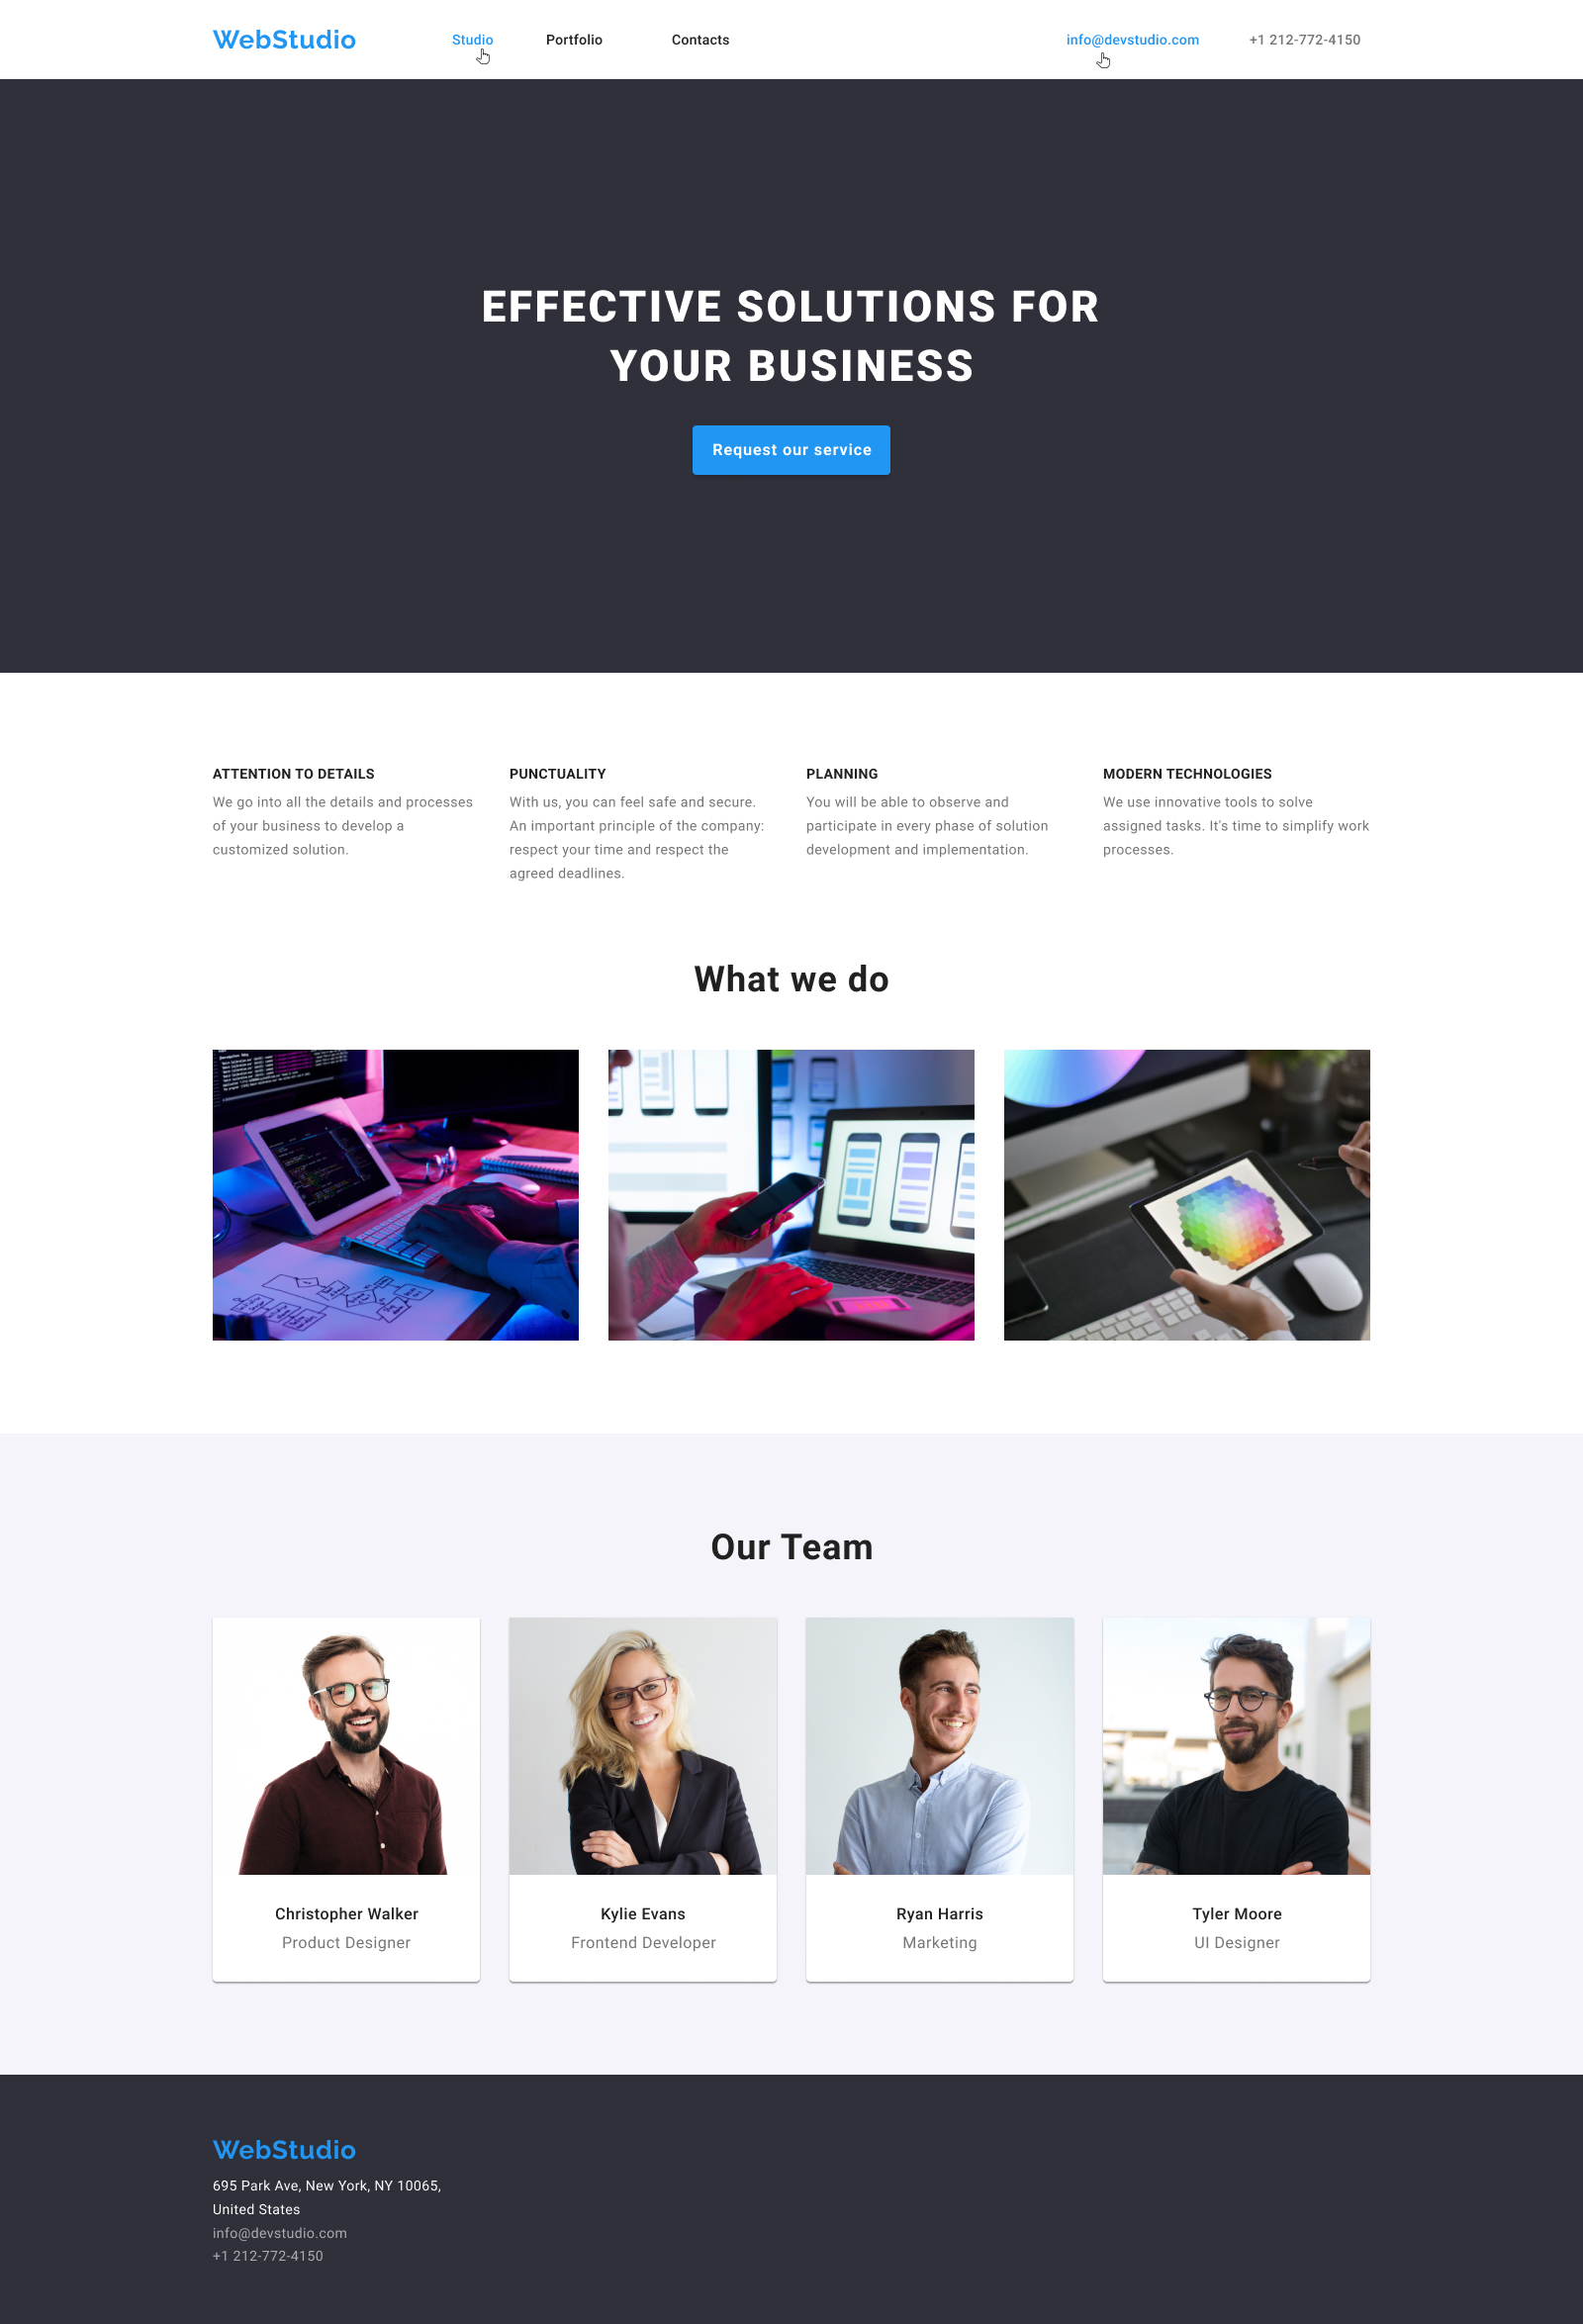 WebStudio
Studio
Portfolio
Contacts
info@devstudio.com
+1 212-772-4150
EFFECTIVE SOLUTIONS FOR
YOUR BUSINESS
Request our service
ATTENTION TO DETAILS
We go into all the details and processes
of your business to develop a
customized solution.
PUNCTUALITY
With us, you can feel safe and secure.
An important principle of the company:
respect your time and respect the
agreed deadlines.
PLANNING
You will be able to observe and
participate in every phase of solution
development and implementation.
MODERN TECHNOLOGIES
We use innovative tools to solve
assigned tasks. It's time to simplify work
processes.
What we do
Our Team
Christopher Walker
Product Designer
Kylie Evans
Frontend Developer
Ryan Harris
Marketing
Tyler Moore
UI Designer
WebStudio
695 Park Ave, New York, NY 10065,
United States
info@devstudio.com
+1 212-772-4150